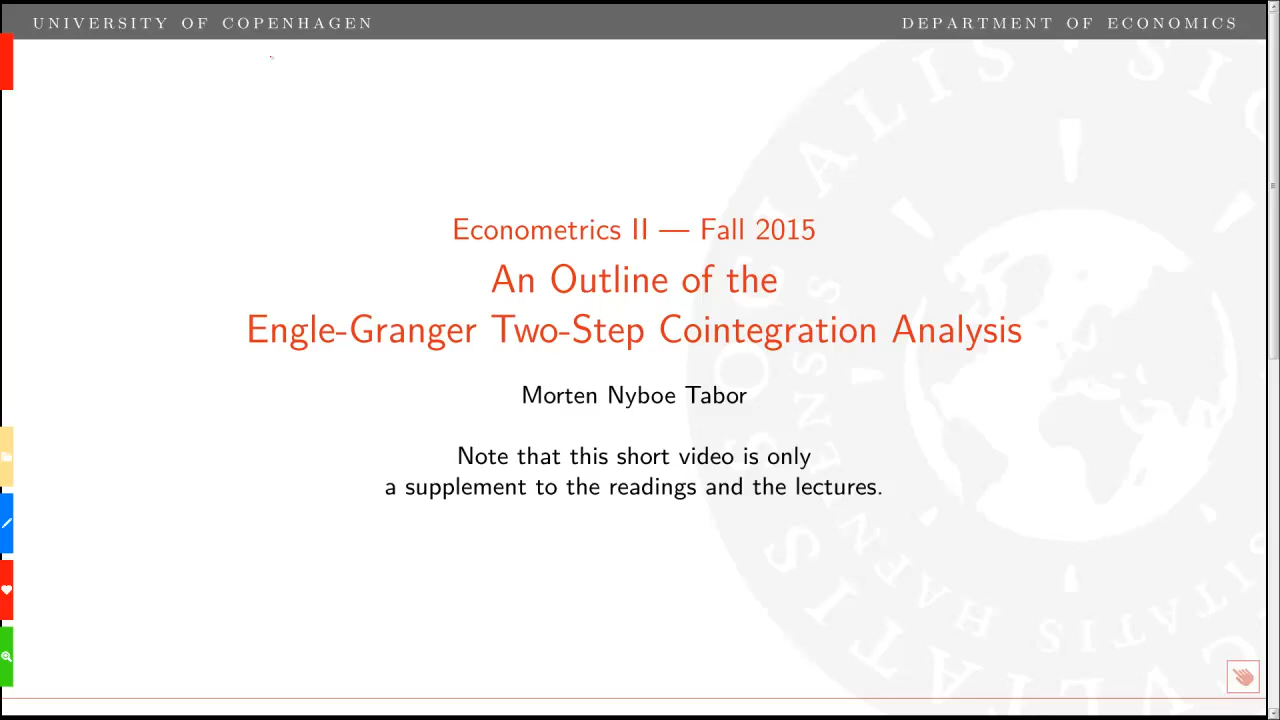 UNIVERSITY OF COPENHAGEN
DEPARTMENT OF ECONOMICS
Econometrics II — Fall 2015
An Outline of the
Engle-Granger Two-Step Cointegration Analysis
Morten Nyboe Tabor
Note that this short video is only
a supplement to the readings and the lectures.